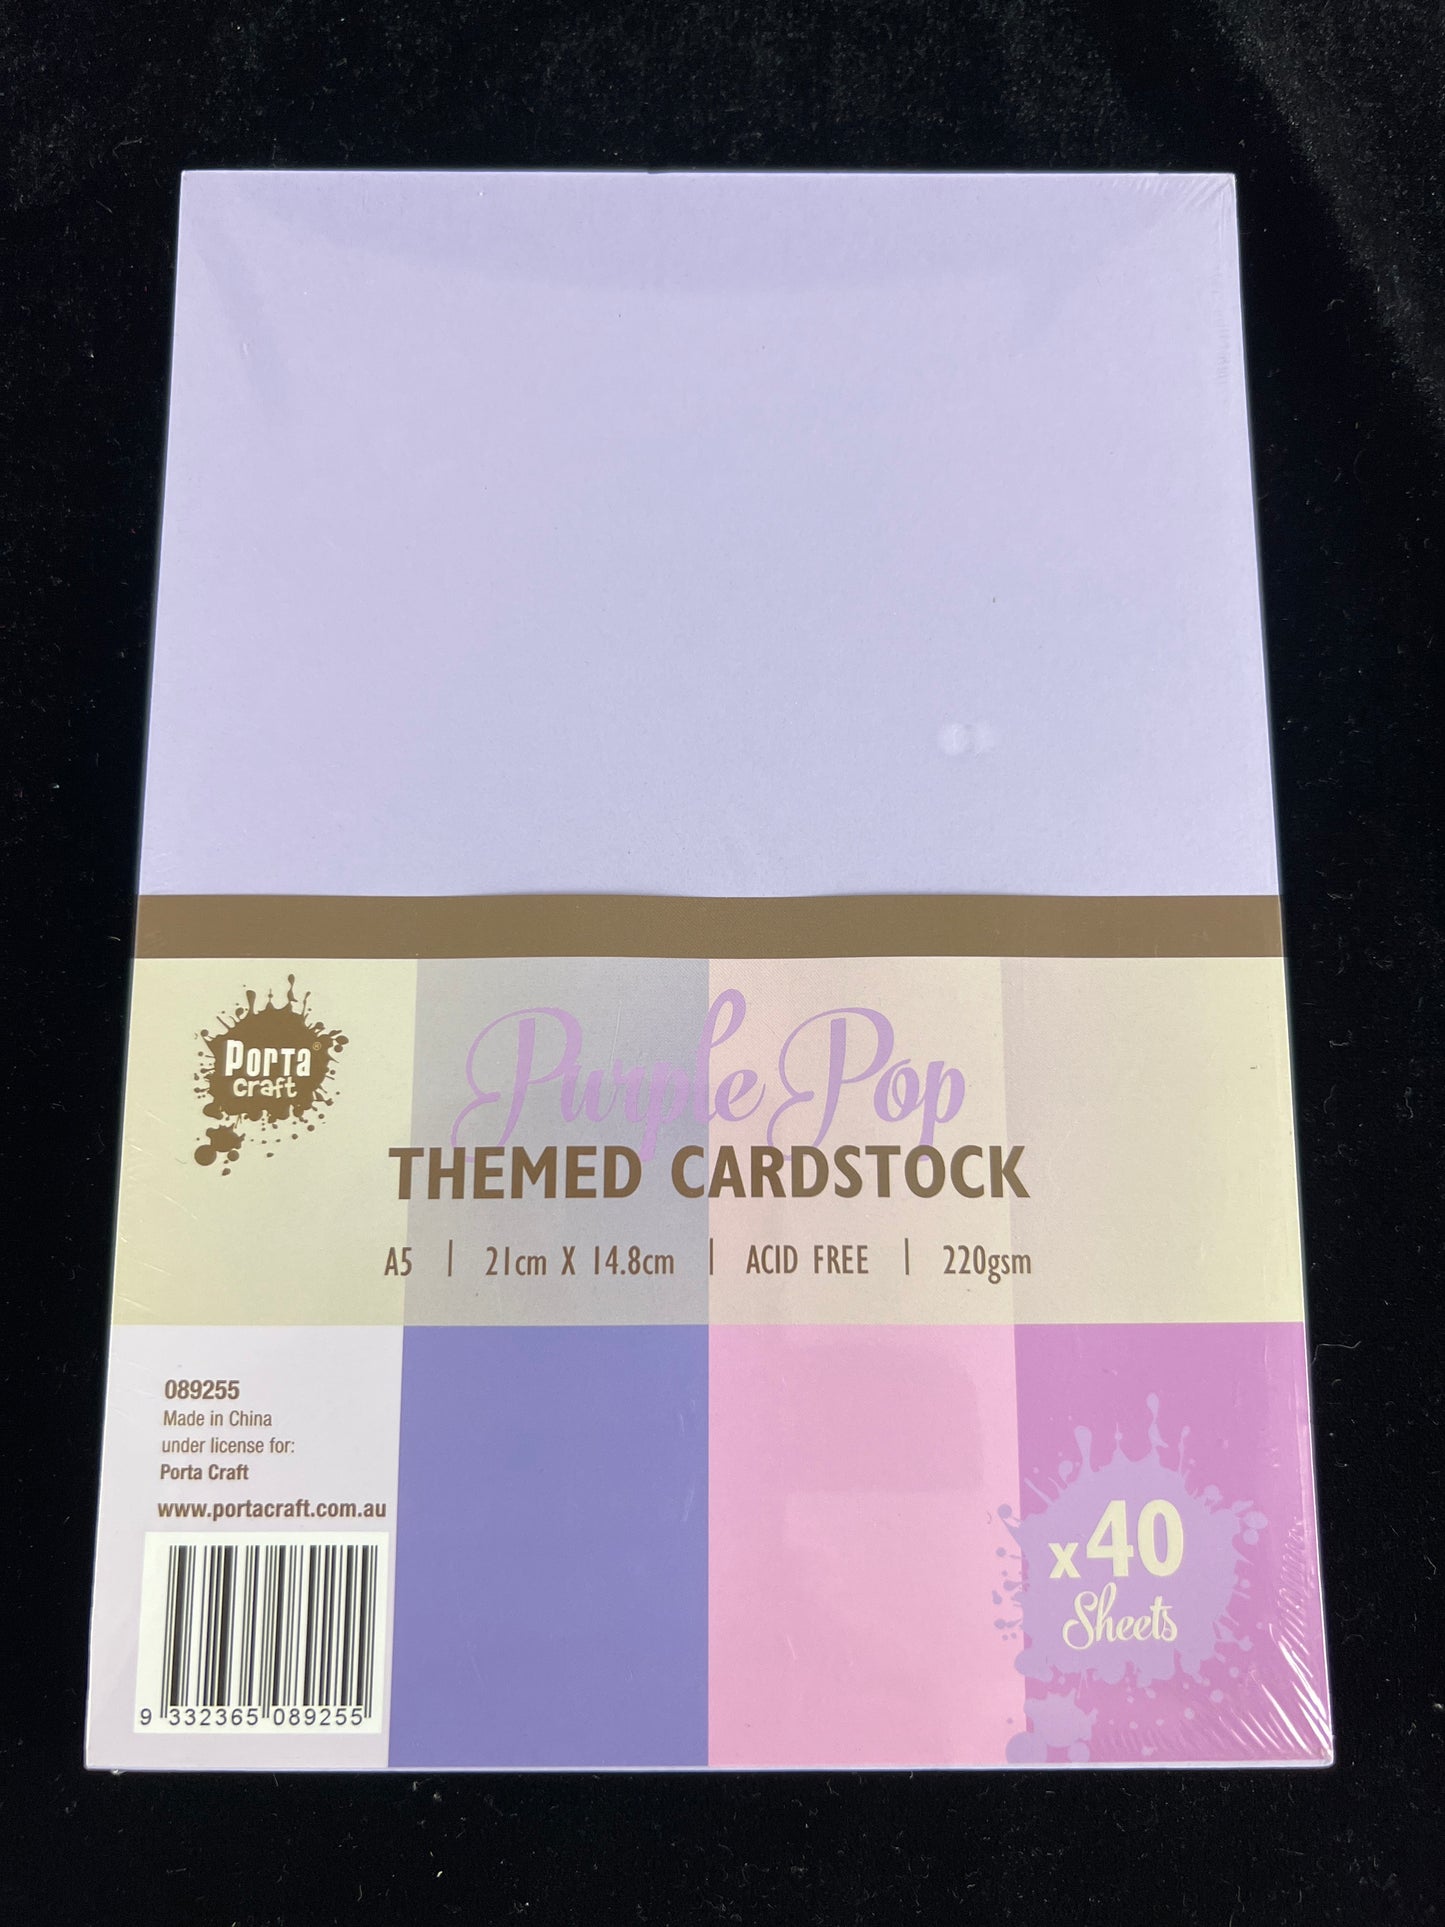 PORTA®
craft
Purple Pop
THEMED CARDSTOCK
A5 | 21cm X 14.8cm | ACID FREE | 220gsm
089255
Made in China
under license for:
Porta Craft
www.portacraft.com.au
x40
Sheets
9 332365 089255